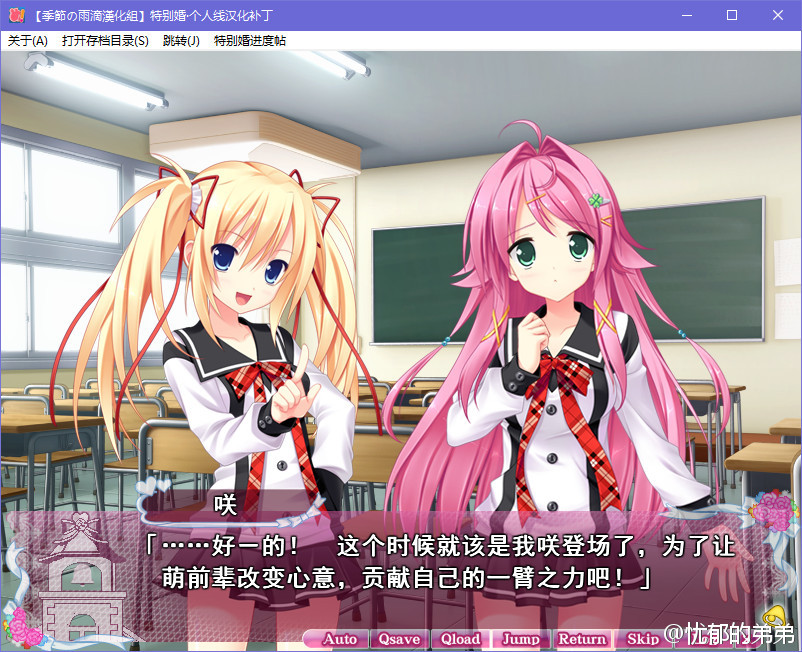 【季節の雨滴漢化組】特别婚·个人线汉化补丁
关于(A) 打开存档目录(S) 跳转(J) 特别婚进度帖
咲
「……好一的! 这个时候就该是我咲登场了，为了让
萌前辈改变心意，贡献自己的一臂之力吧!」
Auto Qsave Qload Jump Return Skip
@忧郁的弟弟